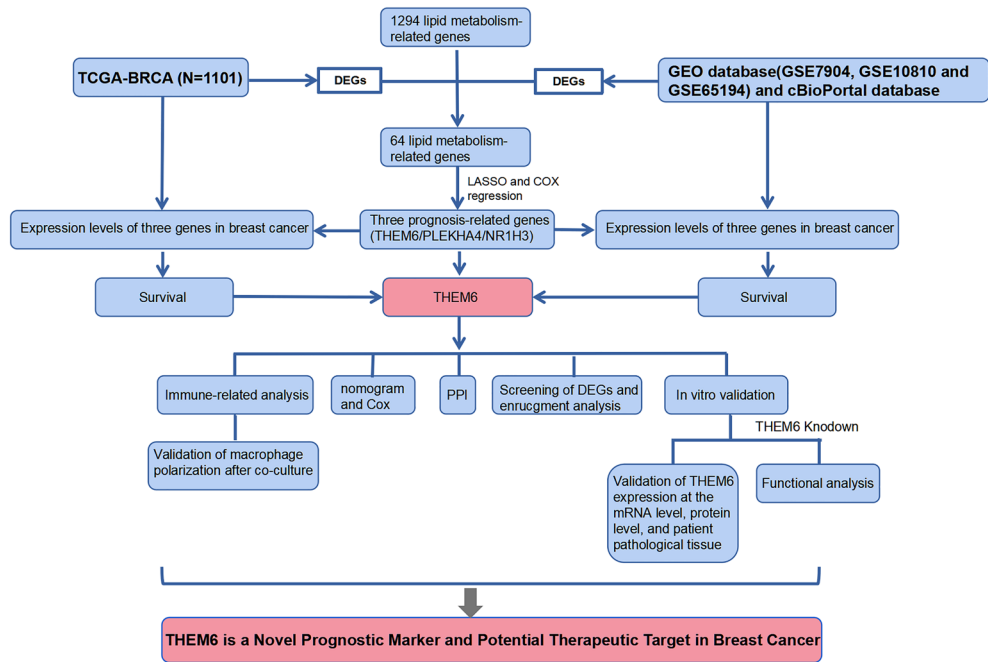 1294 lipid metabolism-
related genes
TCGA-BRCA (N=1101)
DEGs
DEGs
GEO database(GSE7904, GSE10810 and
GSE65194) and cBioPortal database
64 lipid metabolism-
related genes
LASSO and COX
regression
Expression levels of three genes in breast cancer
Three prognosis-related genes
(THEM6/PLEKHA4/NR1H3)
Expression levels of three genes in breast cancer
Survival
THEM6
Survival
Immune-related analysis
nomogram
and Cox
PPI
Screening of DEGs and
enrucgment analysis
In vitro validation
THEM6 Knodown
Validation of macrophage
polarization after co-culture
Validation of THEM6
expression at the
mRNA level, protein
level, and patient
pathological tissue
Functional analysis
THEM6 is a Novel Prognostic Marker and Potential Therapeutic Target in Breast Cancer